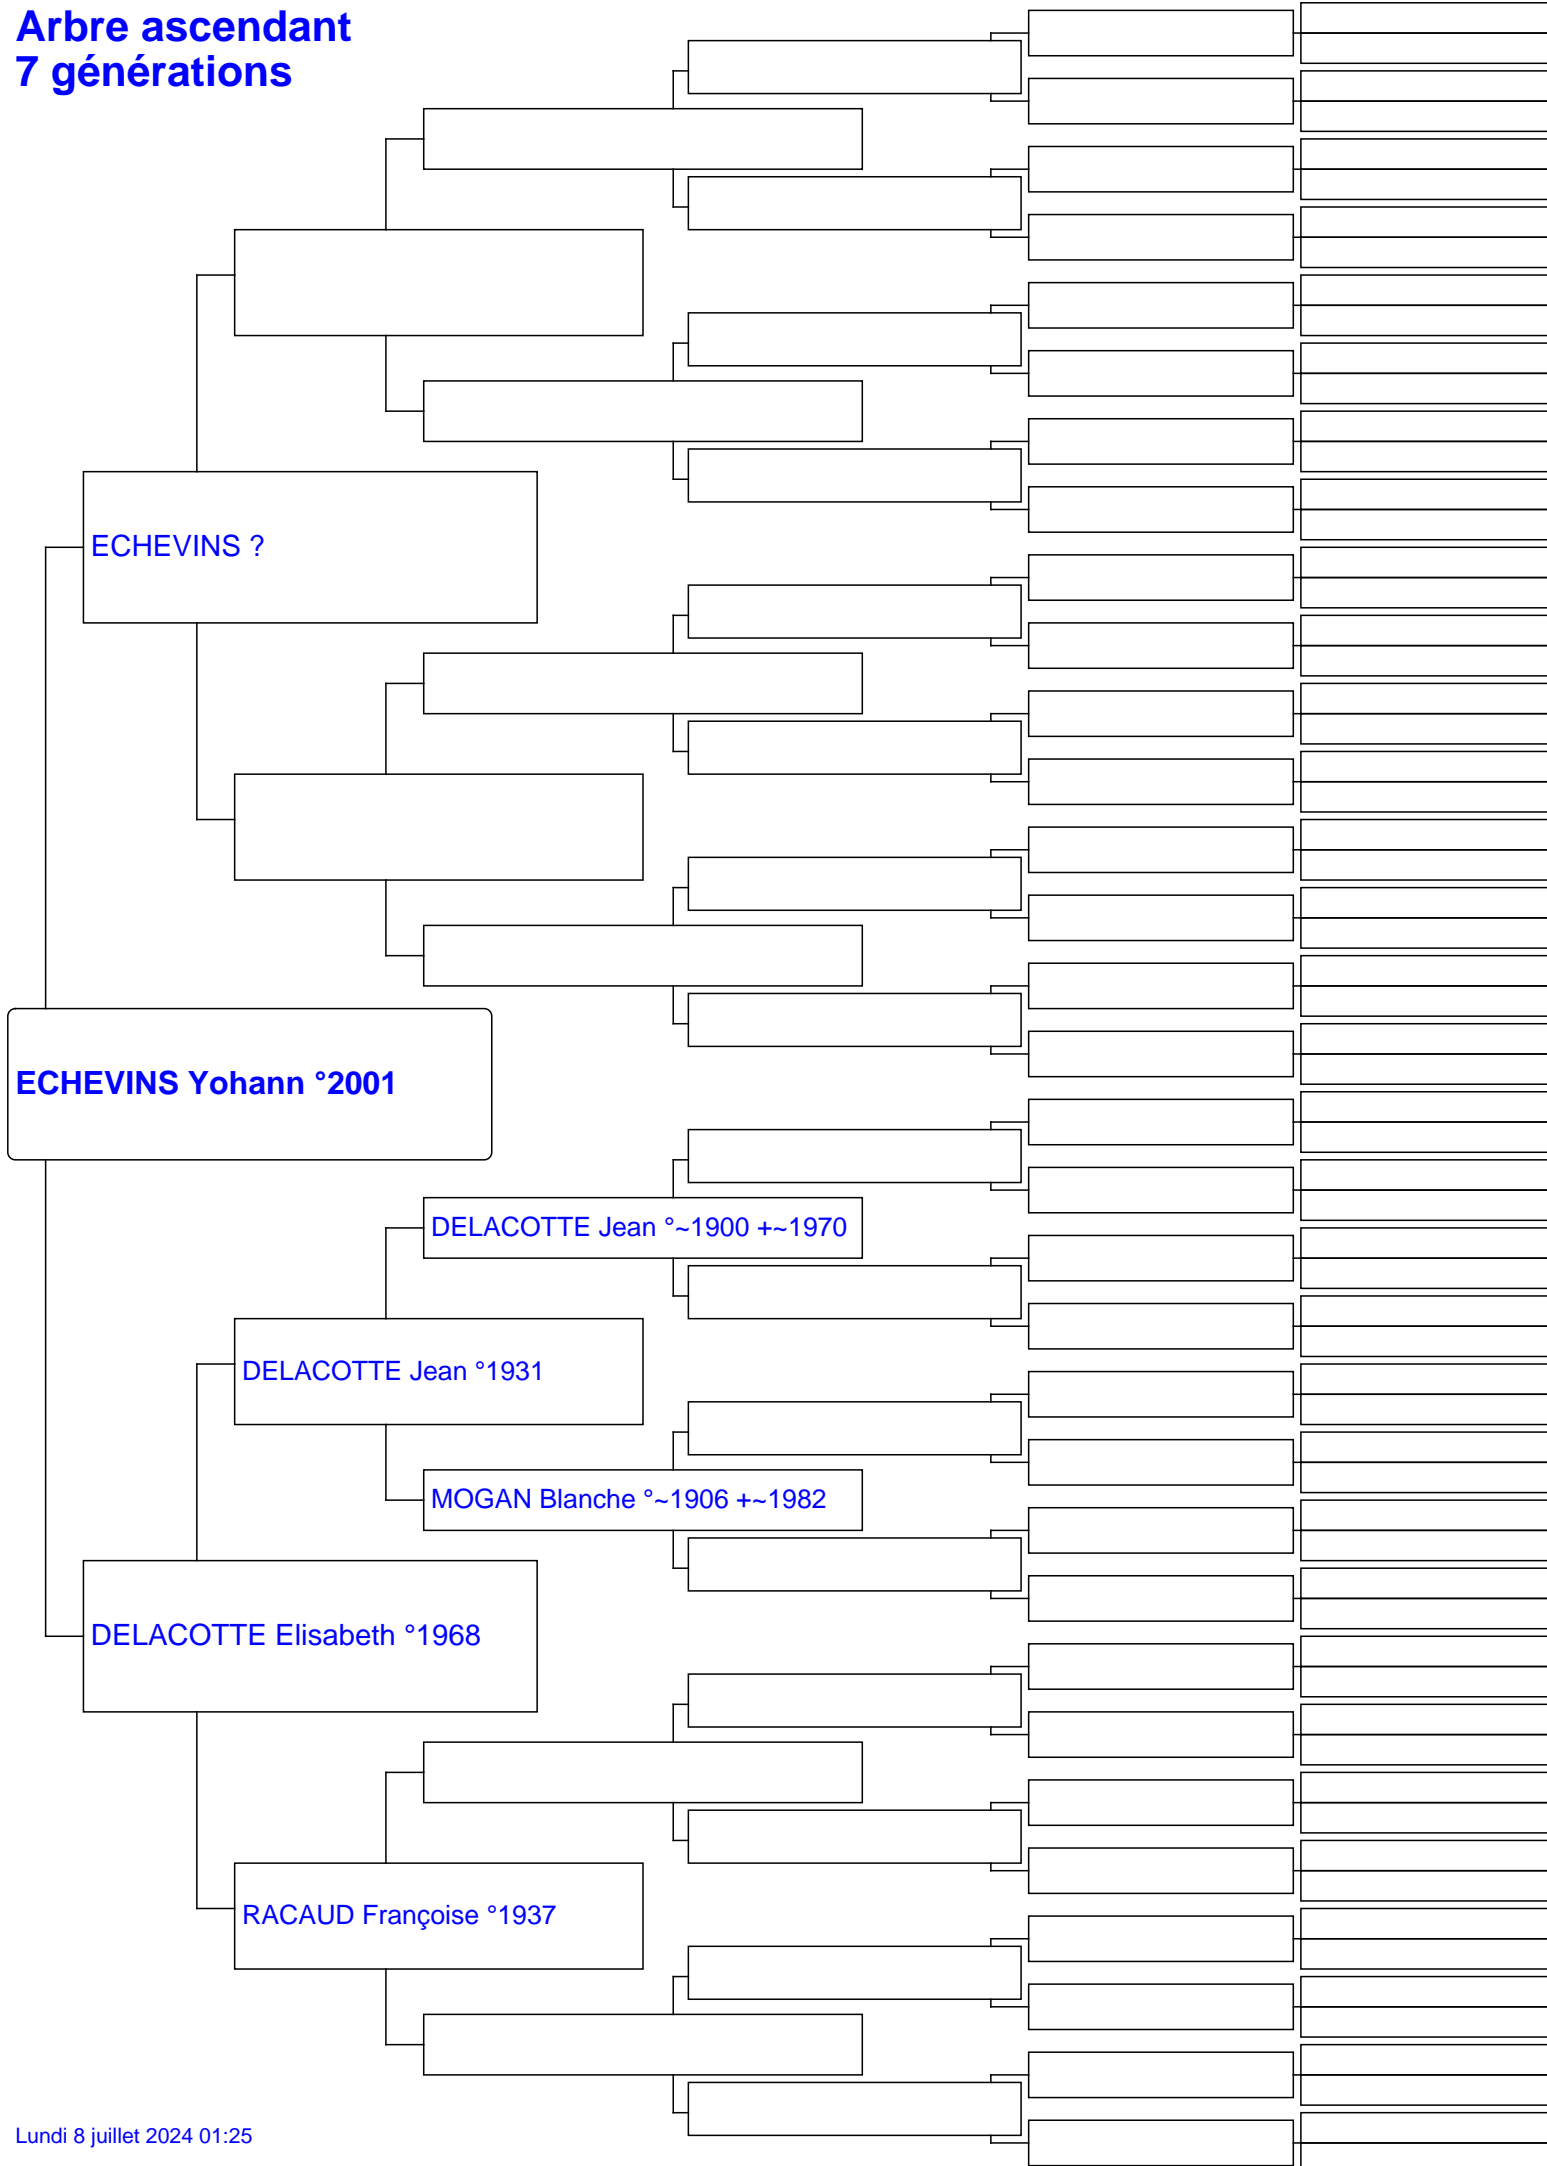 Arbre ascendant
7 générations
ECHEVINS ?
ECHEVINS Yohann °2001
DELACOTTE Jean °~1900 +~1970
DELACOTTE Jean °1931
MOGAN Blanche °~1906 +~1982
DELACOTTE Elisabeth °1968
RACAUD Françoise °1937
Lundi 8 juillet 2024 01:25